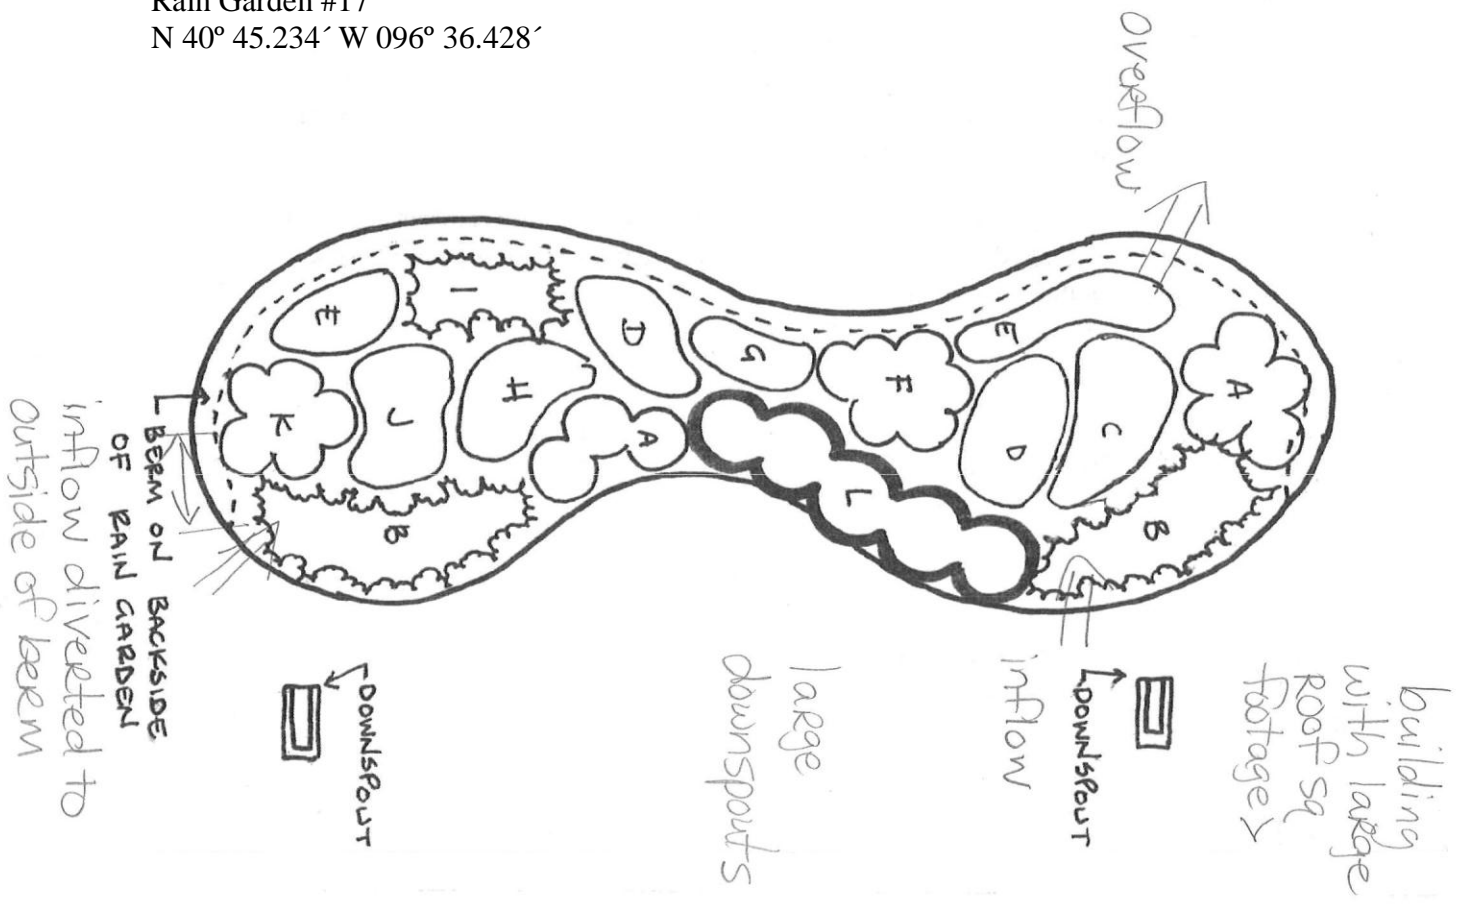 Rain Garden #17
N 40º 45.234´ W 096º 36.428´
overflow
E
I
D
G
F
E
A
K
J
H
A
D
C
B
L
B
BERM ON BACKSIDE
OF RAIN GARDEN
inflow diverted to
outside of berm
DOWNSPOUT
large
downspouts
inflow
DOWNSPOUT
building
with large
roof sq
footage